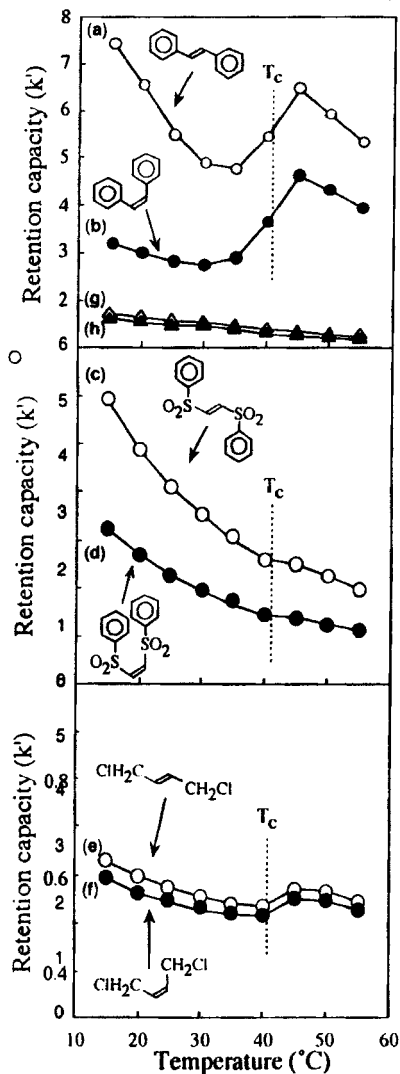 8
(a)
7
Tc
6
5
4
(b)
3
2
(g)
(h)
6
Retention capacity (k')
(c)
5
SO2
O2S
4
3
(d)
2
1
O2S
SO2
6
Retention capacity (k')
5
ClH2C
CH2Cl
0.8
4
Tc
3
(e)
0.6
(f)
2
CH2Cl
ClH2C
1
0.4
0
Retention capacity (k')
10
20
30
40
50
60
Temperature (°C)
Tc